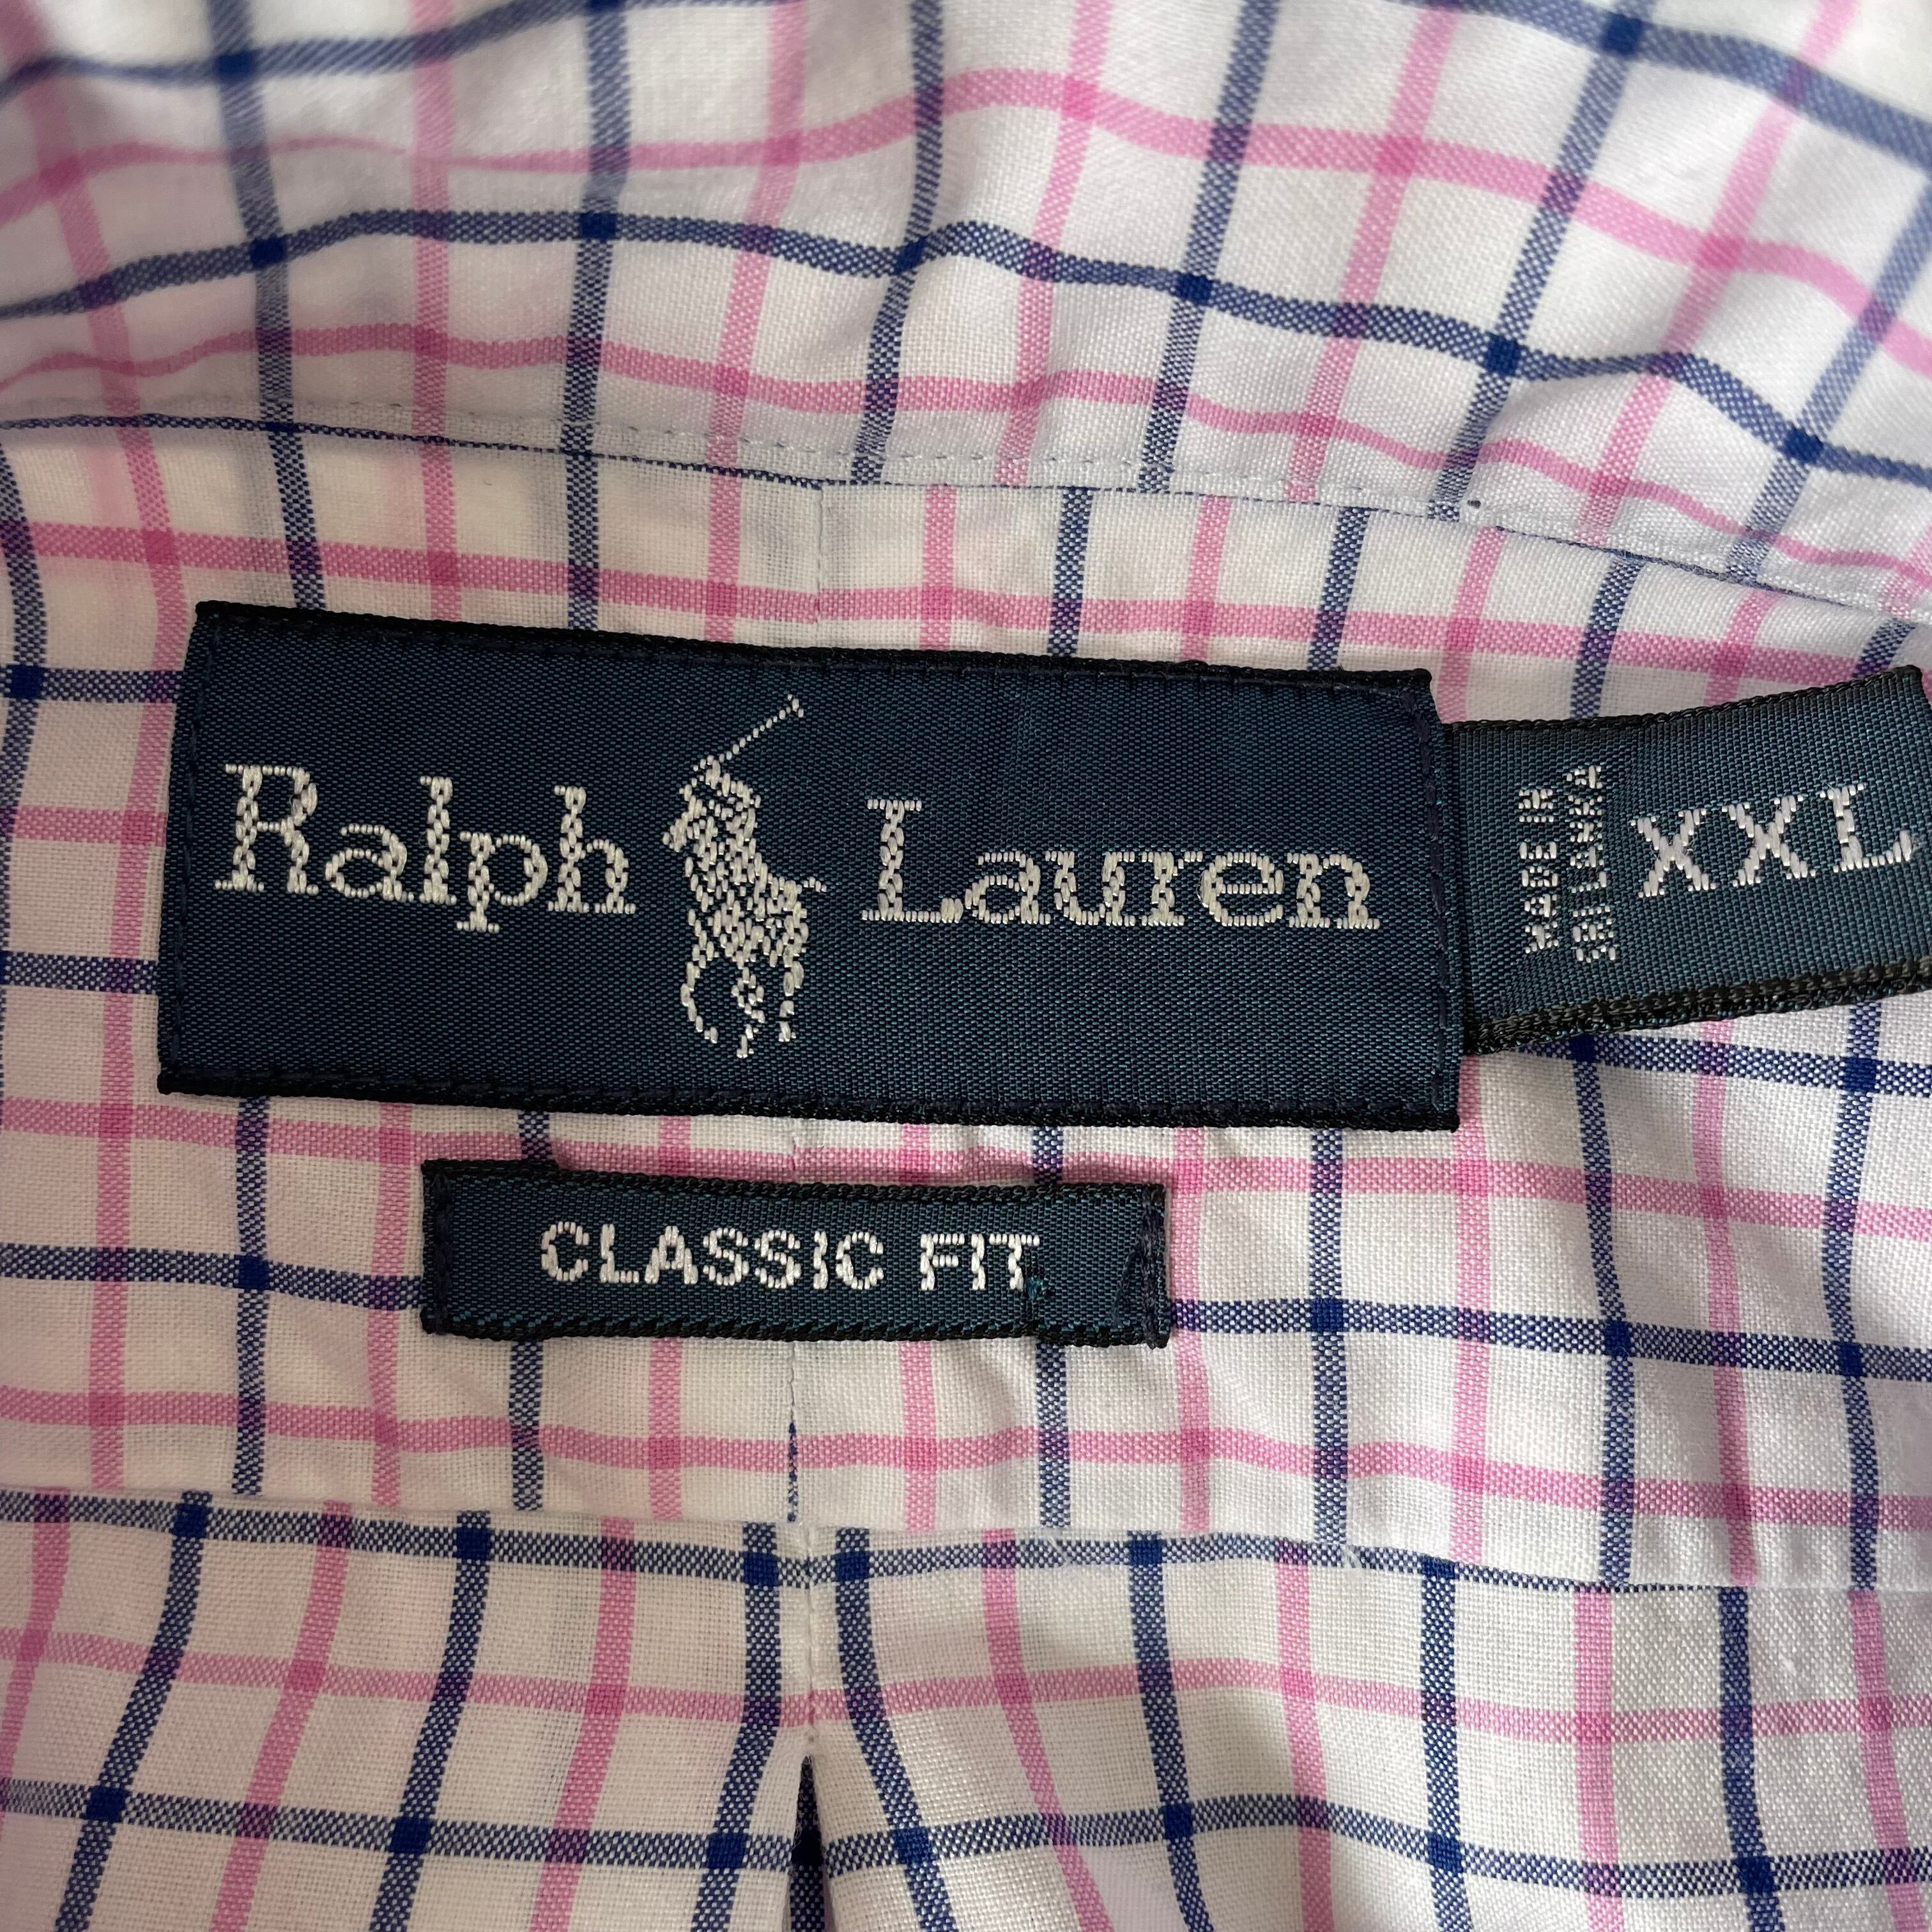 Ralph Lauren
MADE IN
SRI LANKA
XXL
CLASSIC FIT